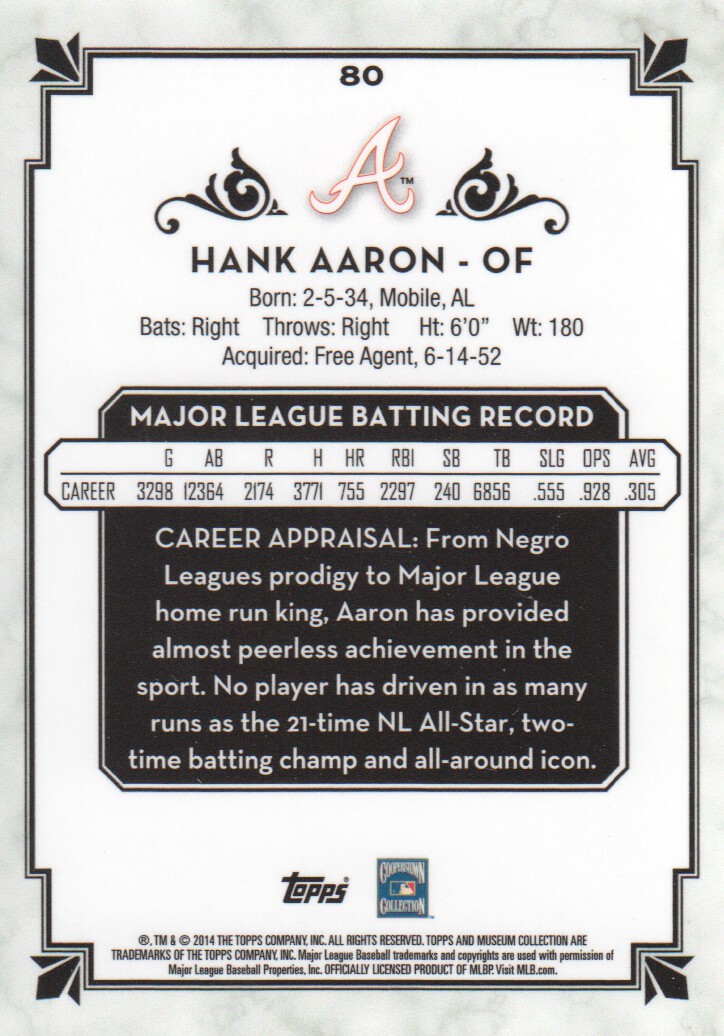 80
A™
HANK AARON - OF
Born: 2-5-34, Mobile, AL
Bats: Right Throws: Right Ht: 6'0" Wt: 180
Acquired: Free Agent, 6-14-52
MAJOR LEAGUE BATTING RECORD
G AB R H HR RBI SB TB SLG OPS AVG
CAREER 3298 12364 2174 3771 755 2297 240 6856 .555 .928 .305
CAREER APPRAISAL: From Negro
Leagues prodigy to Major League
home run king, Aaron has provided
almost peerless achievement in the
sport. No player has driven in as many
runs as the 21-time NL All-Star, two-
time batting champ and all-around icon.
Topps®
COOPERSTOWN
COLLECTION™
®, TM & © 2014 THE TOPPS COMPANY, INC. ALL RIGHTS RESERVED. TOPPS AND MUSEUM COLLECTION ARE
TRADEMARKS OF THE TOPPS COMPANY, INC. Major League Baseball trademarks and copyrights are used with permission of
Major League Baseball Properties, Inc. OFFICIALLY LICENSED PRODUCT OF MLBP. Visit MLB.com.